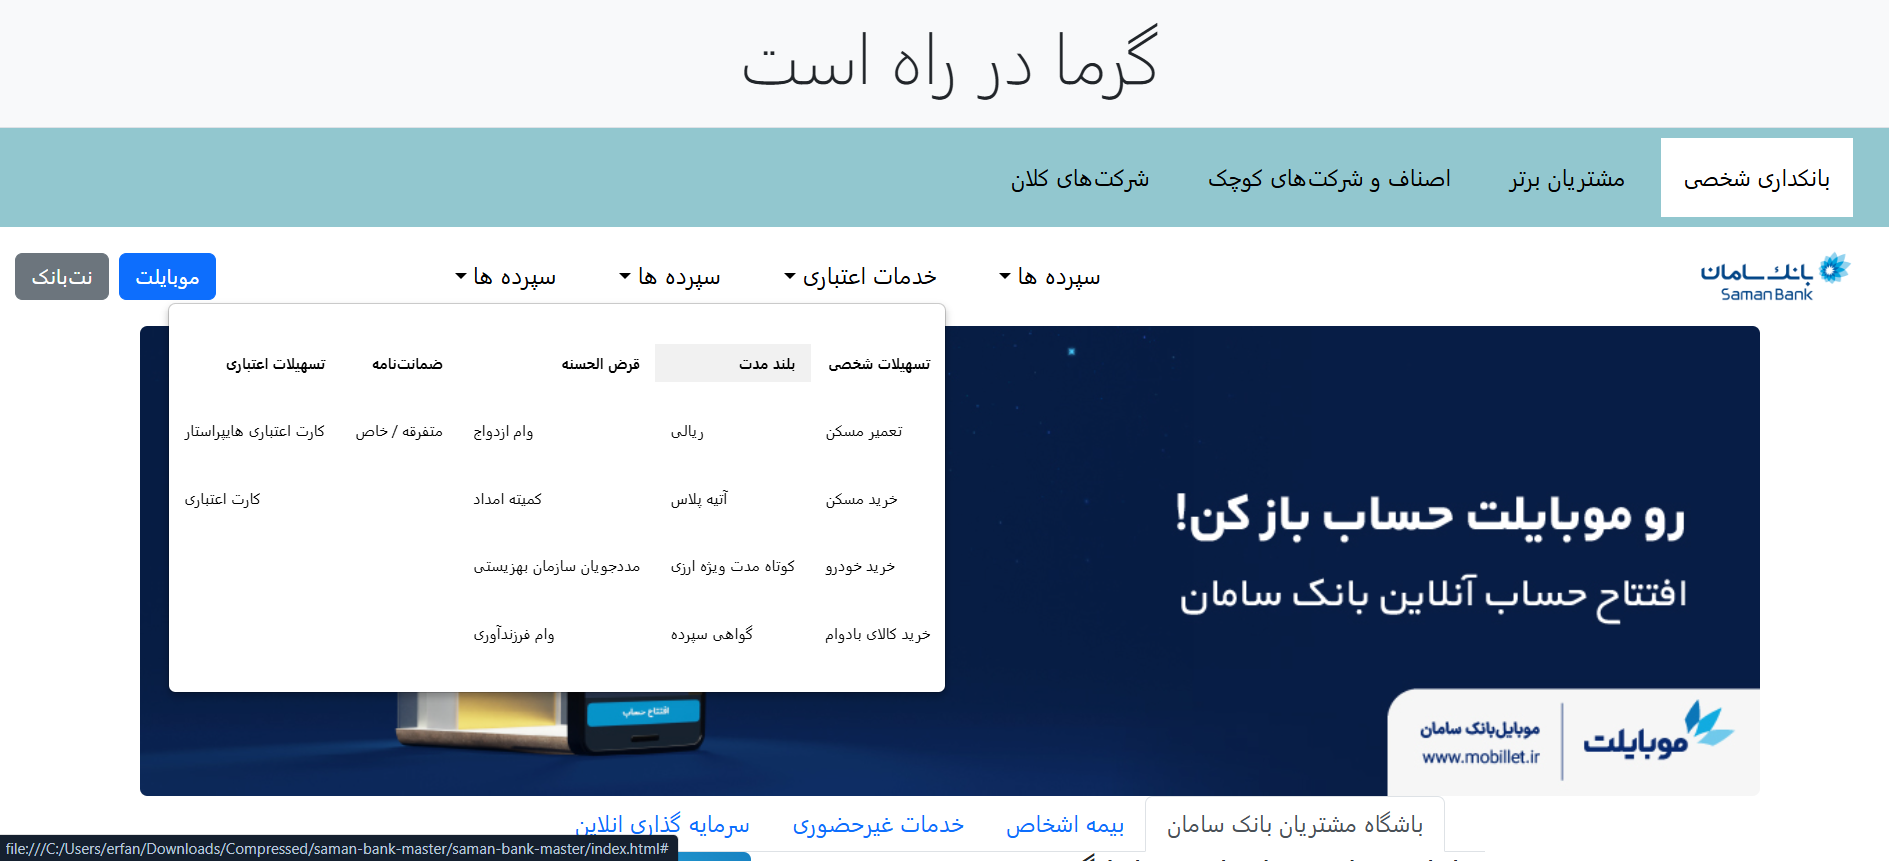 گرما در راه است
بانکداری شخصی
مشتریان برتر
اصناف و شرکت‌های کوچک
شرکت‌های کلان
بانک سامان
Saman Bank
سپرده ها
خدمات اعتباری
سپرده ها
سپرده ها
موبایلت
نت‌بانک
تسهیلات شخصی
تعمیر مسکن
خرید مسکن
خرید خودرو
خرید کالای بادوام
بلند مدت
ریالی
آتیه پلاس
کوتاه مدت ویژه ارزی
گواهی سپرده
قرض الحسنه
وام ازدواج
کمیته امداد
مددجویان سازمان بهزیستی
وام فرزندآوری
ضمانت‌نامه
متفرقه / خاص
تسهیلات اعتباری
کارت اعتباری هایپراستار
کارت اعتباری
رو موبایلت حساب باز کن!
افتتاح حساب آنلاین بانک سامان
افتتاح حساب
موبایلت
موبایل‌بانک سامان
www.mobillet.ir
باشگاه مشتریان بانک سامان
بیمه اشخاص
خدمات غیرحضوری
سرمایه گذاری انلاین
file:///C:/Users/erfan/Downloads/Compressed/saman-bank-master/saman-bank-master/index.html#